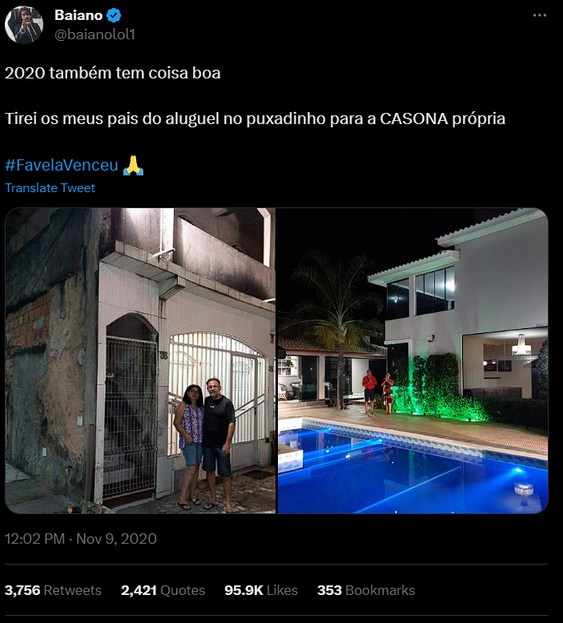 Baiano
@baianolol1
2020 também tem coisa boa
Tirei os meus pais do aluguel no puxadinho para a CASONA própria
#FavelaVenceu 🙏
Translate Tweet
12:02 PM · Nov 9, 2020
3,756 Retweets 2,421 Quotes 95.9K Likes 353 Bookmarks